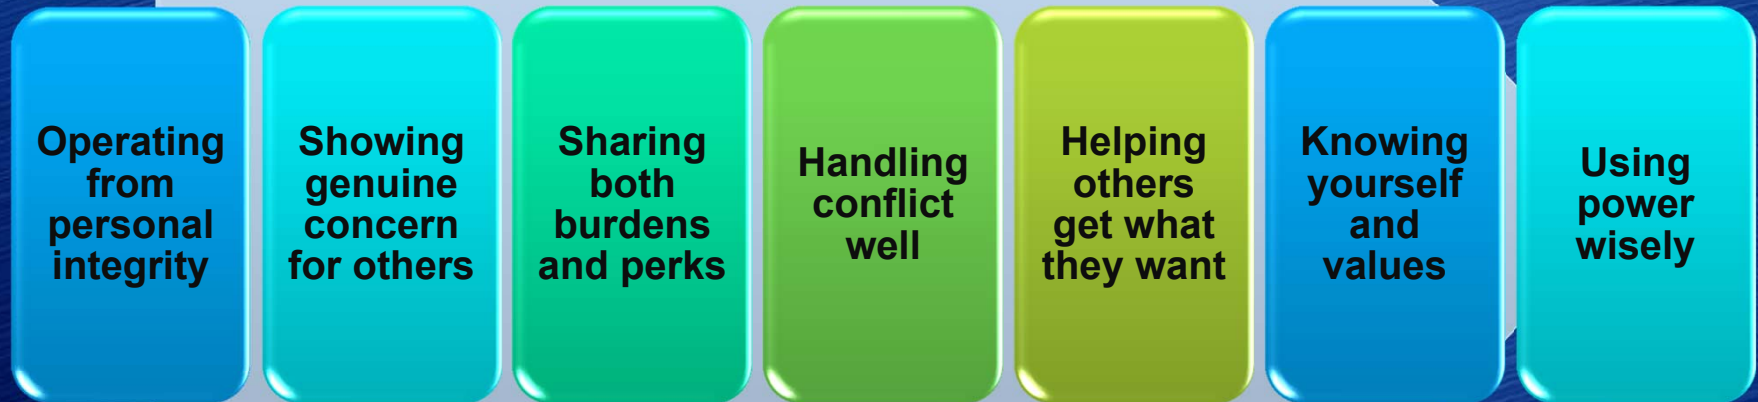 Operating
from
personal
integrity
Showing
genuine
concern
for others
Sharing
both
burdens
and perks
Handling
conflict
well
Helping
others
get what
they want
Knowing
yourself
and
values
Using
power
wisely